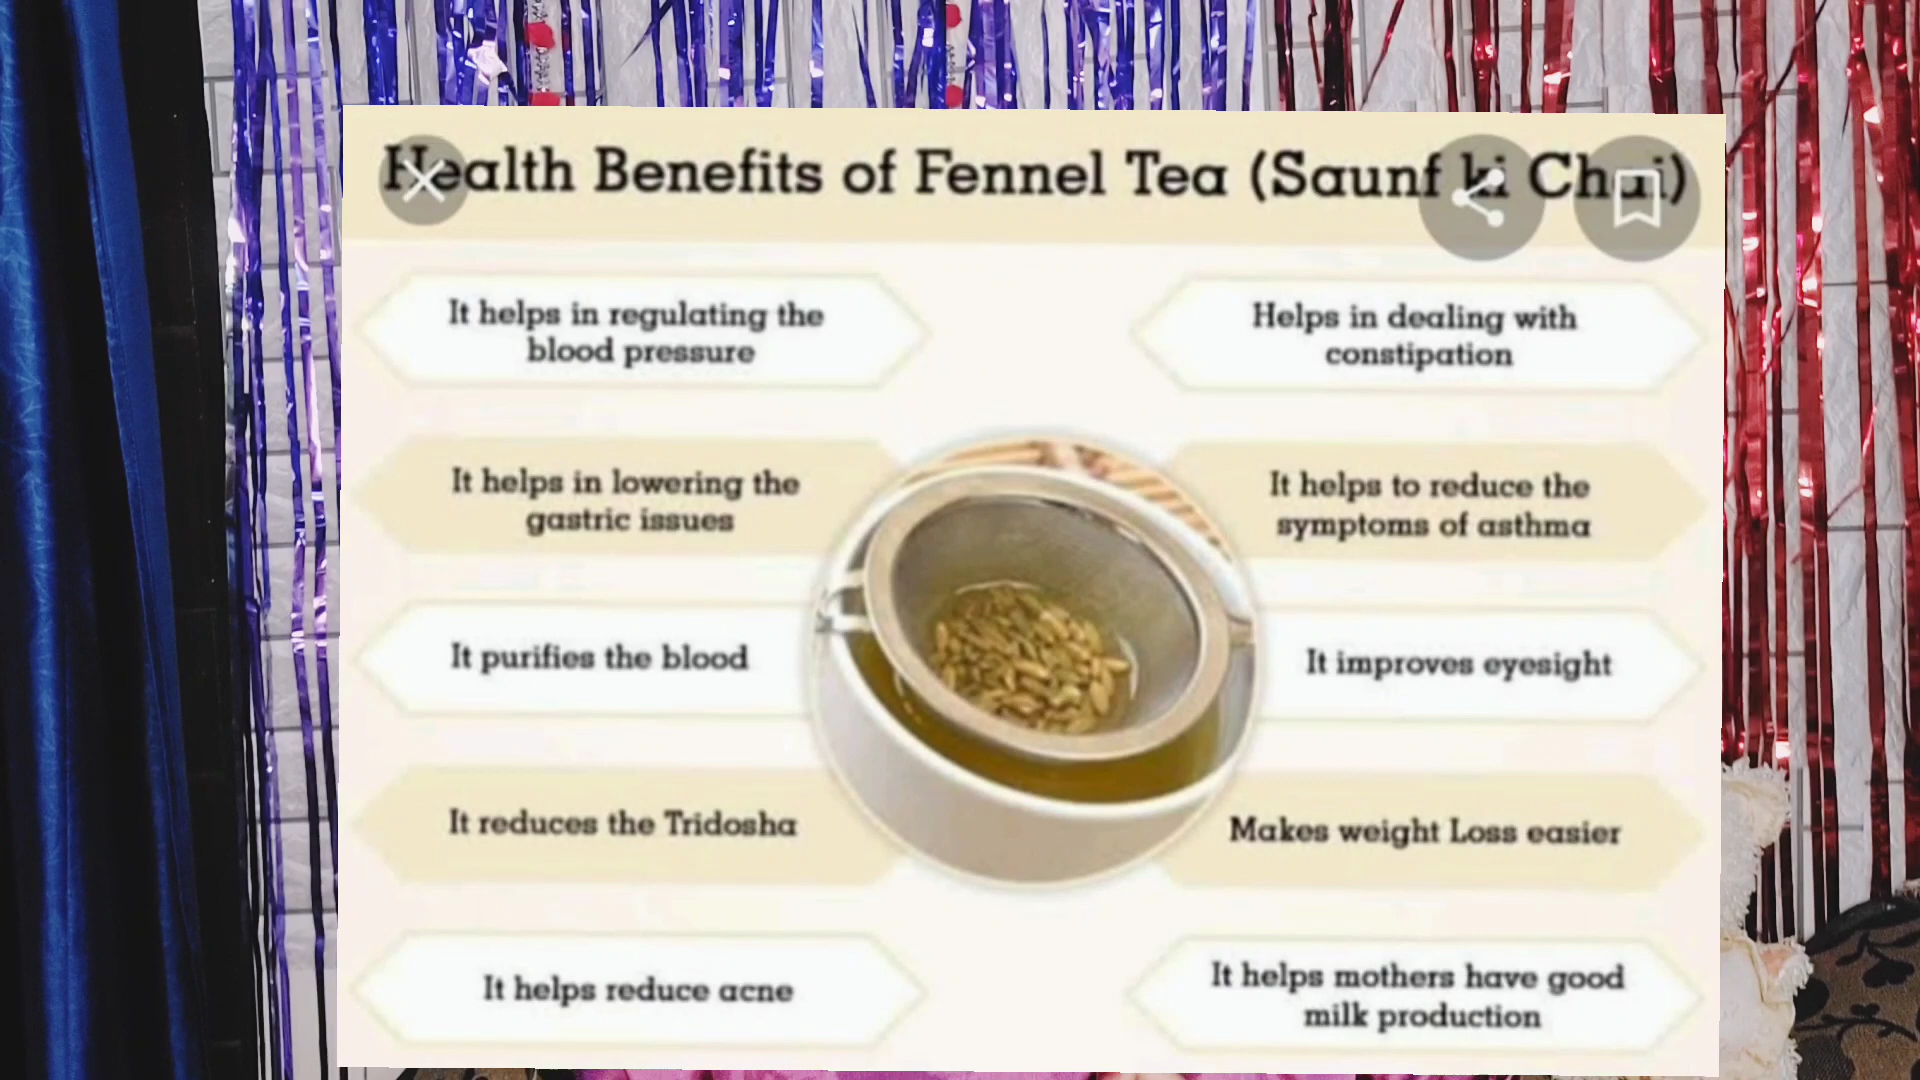 Health Benefits of Fennel Tea (Saunf ki Chai)
It helps in regulating the
blood pressure
Helps in dealing with
constipation
It helps in lowering the
gastric issues
It helps to reduce the
symptoms of asthma
It purifies the blood
It improves eyesight
It reduces the Tridosha
Makes weight Loss easier
It helps reduce acne
It helps mothers have good
milk production